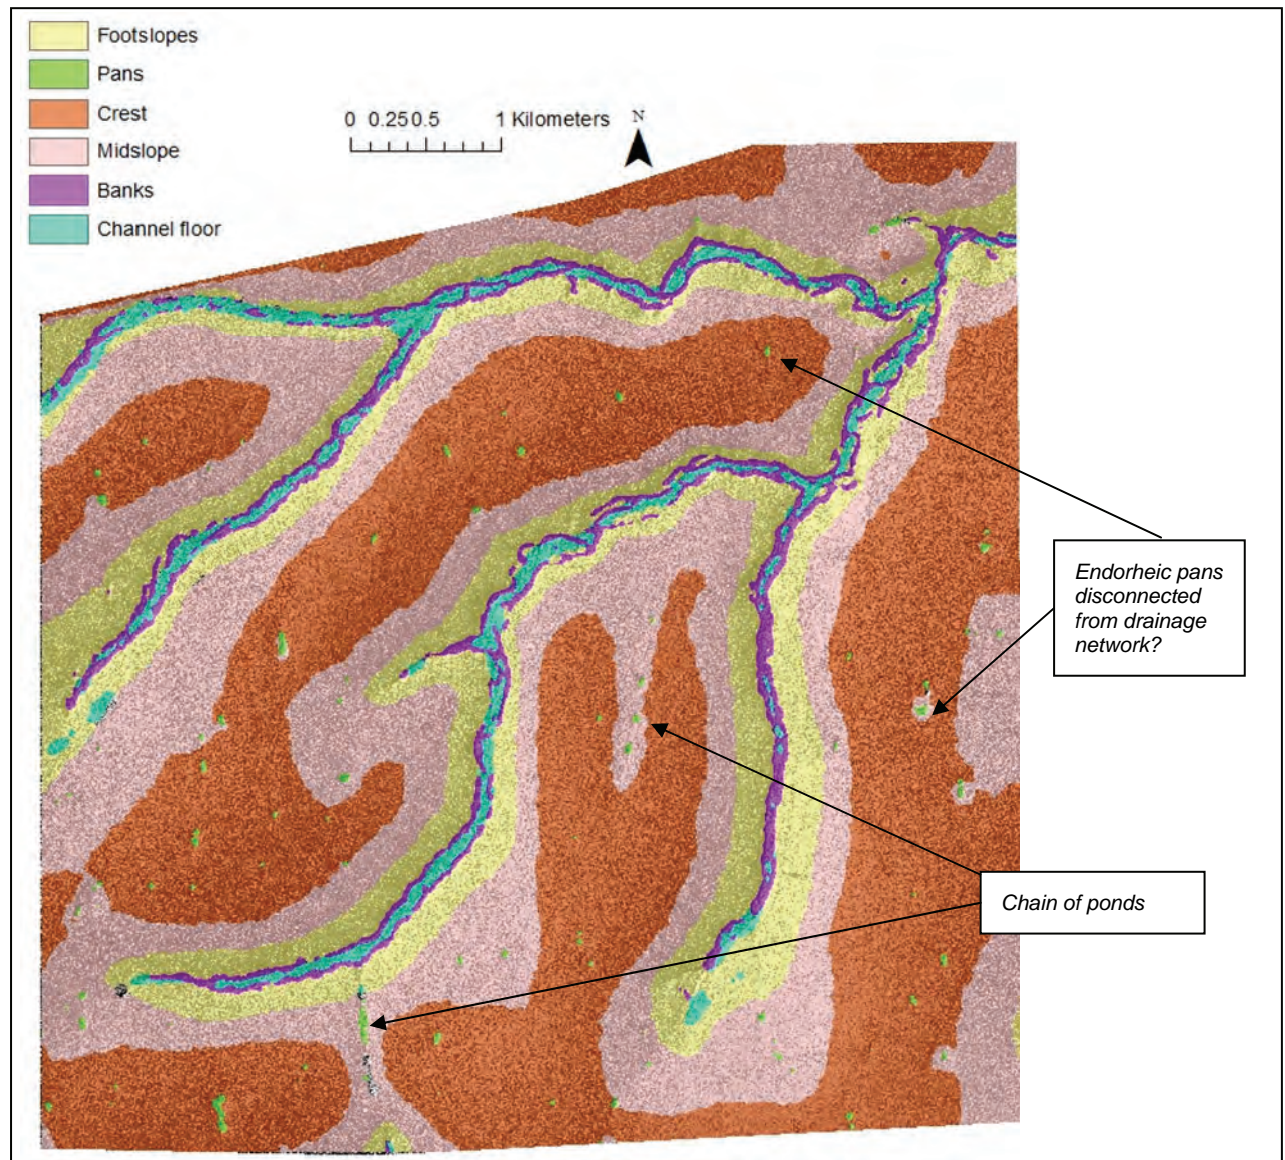 Footslopes
Pans
Crest
Midslope
Banks
Channel floor
0 0.25 0.5 1 Kilometers
N
Endorheic pans
disconnected
from drainage
network?
Chain of ponds